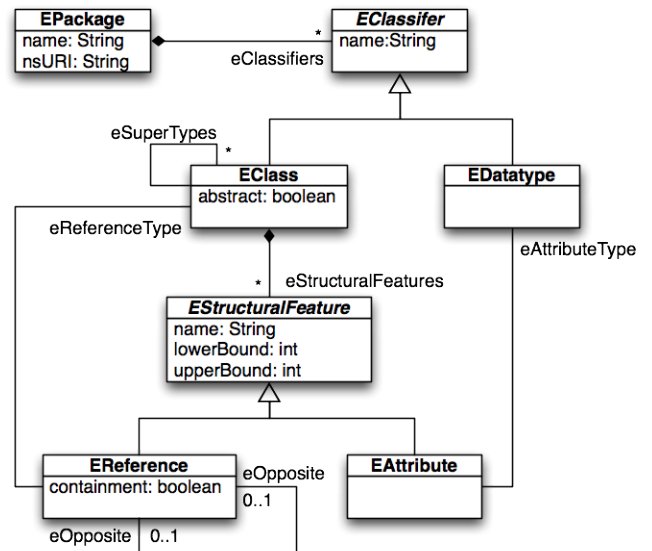 EPackage
name: String
nsURI: String
*
eClassifiers
EClassifer
name:String
eSuperTypes
*
EClass
abstract: boolean
EDatatype
eReferenceType
eAttributeType
*
eStructuralFeatures
EStructuralFeature
name: String
lowerBound: int
upperBound: int
EReference
containment: boolean
eOpposite
0..1
EAttribute
eOpposite
0..1